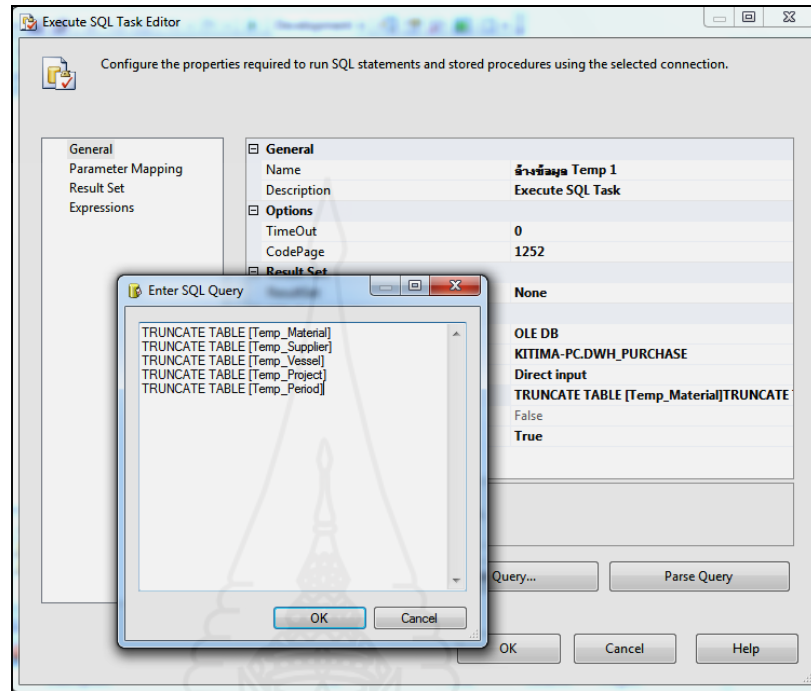 Execute SQL Task Editor
Configure the properties required to run SQL statements and stored procedures using the selected connection.
General
Parameter Mapping
Result Set
Expressions
General
Name ล้างข้อมูล Temp 1
Description Execute SQL Task
Options
TimeOut 0
CodePage 1252
Result Set
None
OLE DB
KITIMA-PC.DWH_PURCHASE
Direct input
TRUNCATE TABLE [Temp_Material]TRUNCATE
False
True
Enter SQL Query
TRUNCATE TABLE [Temp_Material]
TRUNCATE TABLE [Temp_Supplier]
TRUNCATE TABLE [Temp_Vessel]
TRUNCATE TABLE [Temp_Project]
TRUNCATE TABLE [Temp_Period]
OK Cancel
Query... Parse Query
OK Cancel Help